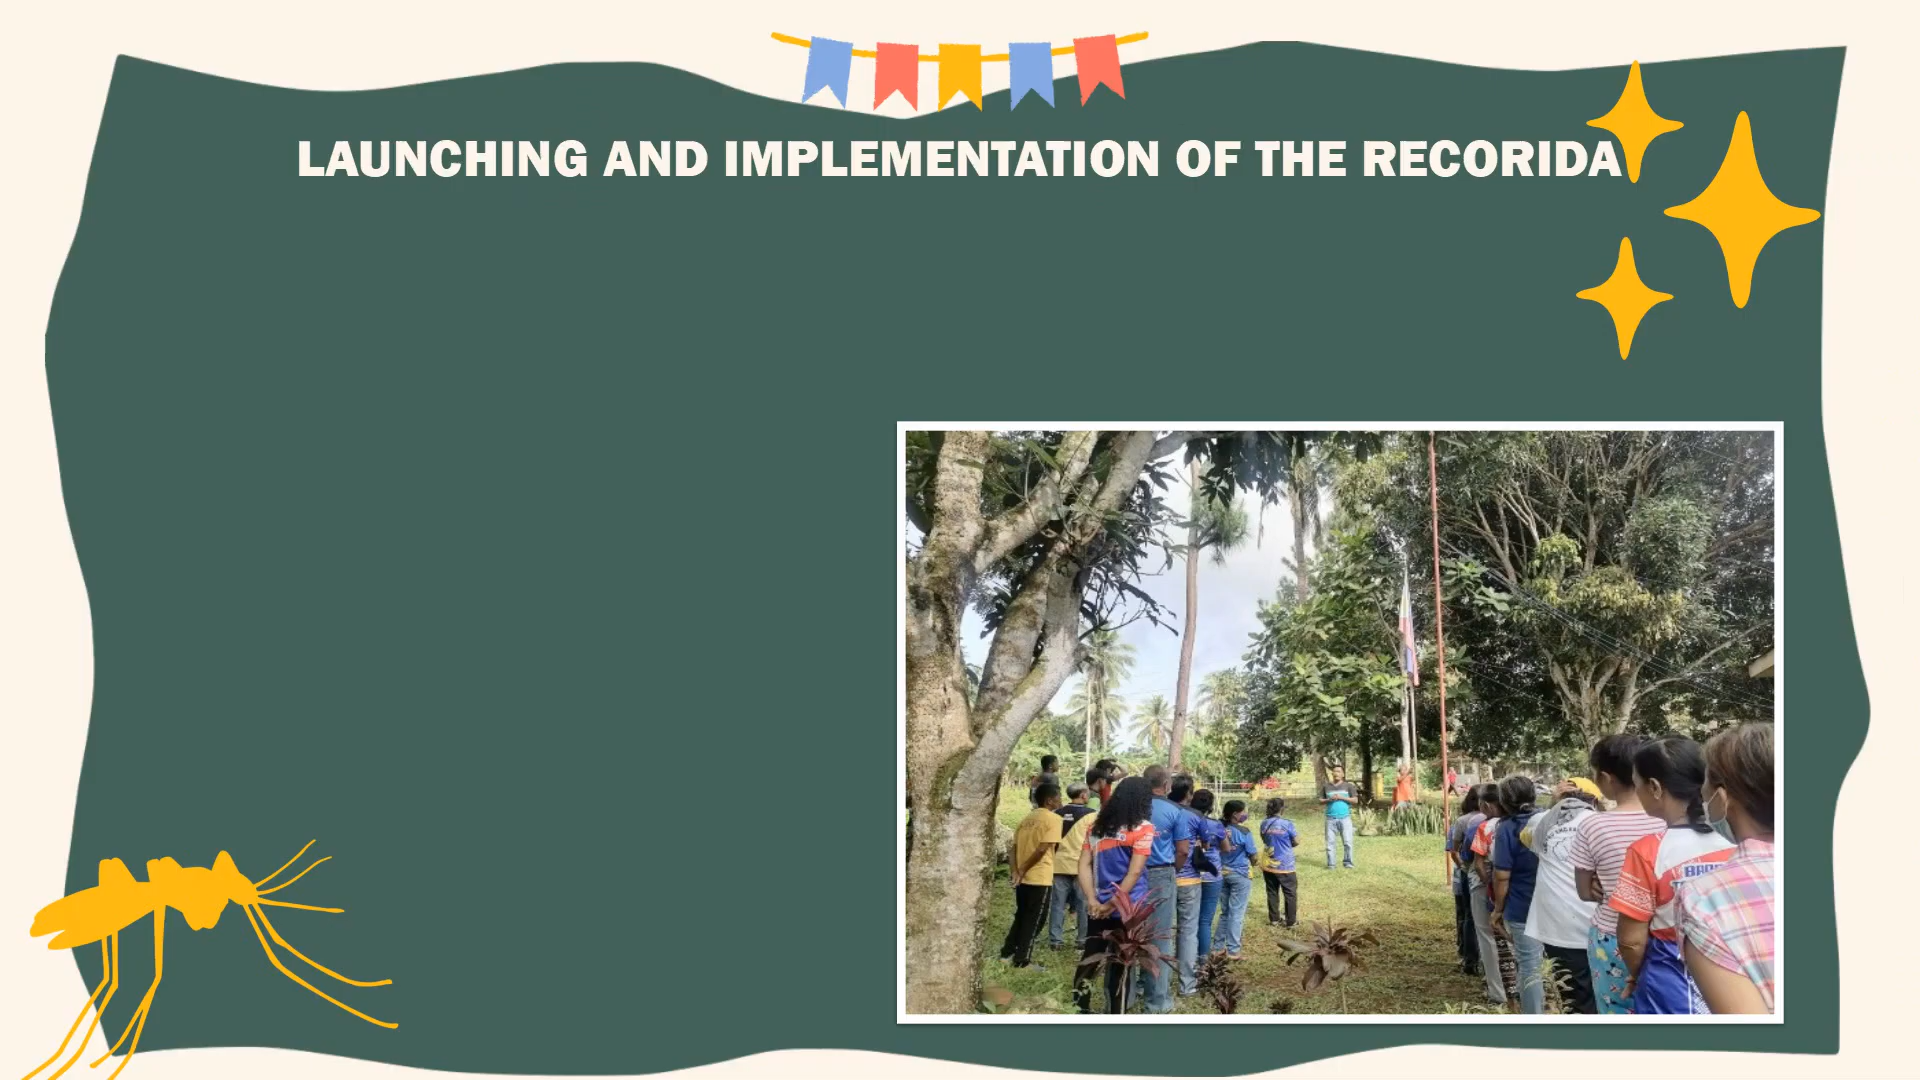 LAUNCHING AND IMPLEMENTATION OF THE RECORIDA